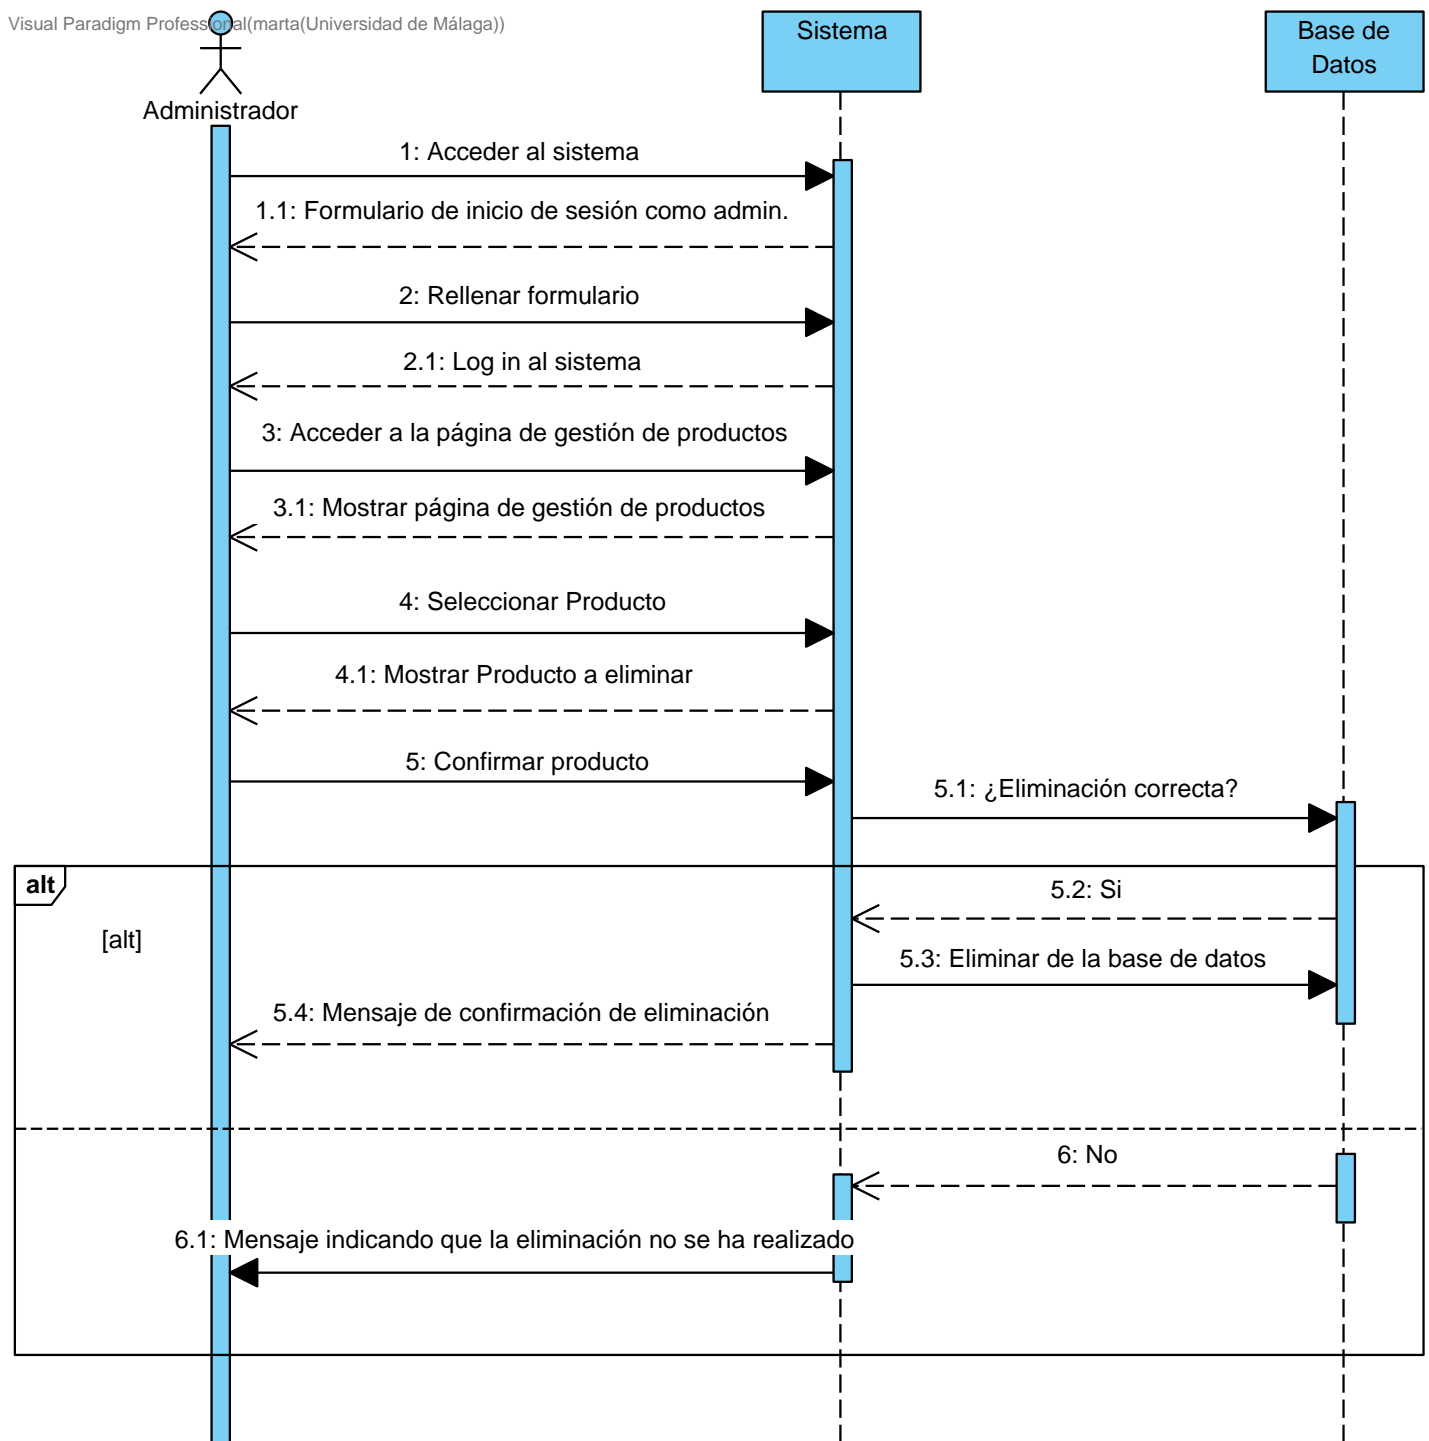 Visual Paradigm Professional(marta(Universidad de Málaga))
Sistema
Base de
Datos
Administrador
1: Acceder al sistema
1.1: Formulario de inicio de sesión como admin.
2: Rellenar formulario
2.1: Log in al sistema
3: Acceder a la página de gestión de productos
3.1: Mostrar página de gestión de productos
4: Seleccionar Producto
4.1: Mostrar Producto a eliminar
5: Confirmar producto
5.1: ¿Eliminación correcta?
alt
5.2: Si
[alt]
5.3: Eliminar de la base de datos
5.4: Mensaje de confirmación de eliminación
6: No
6.1: Mensaje indicando que la eliminación no se ha realizado